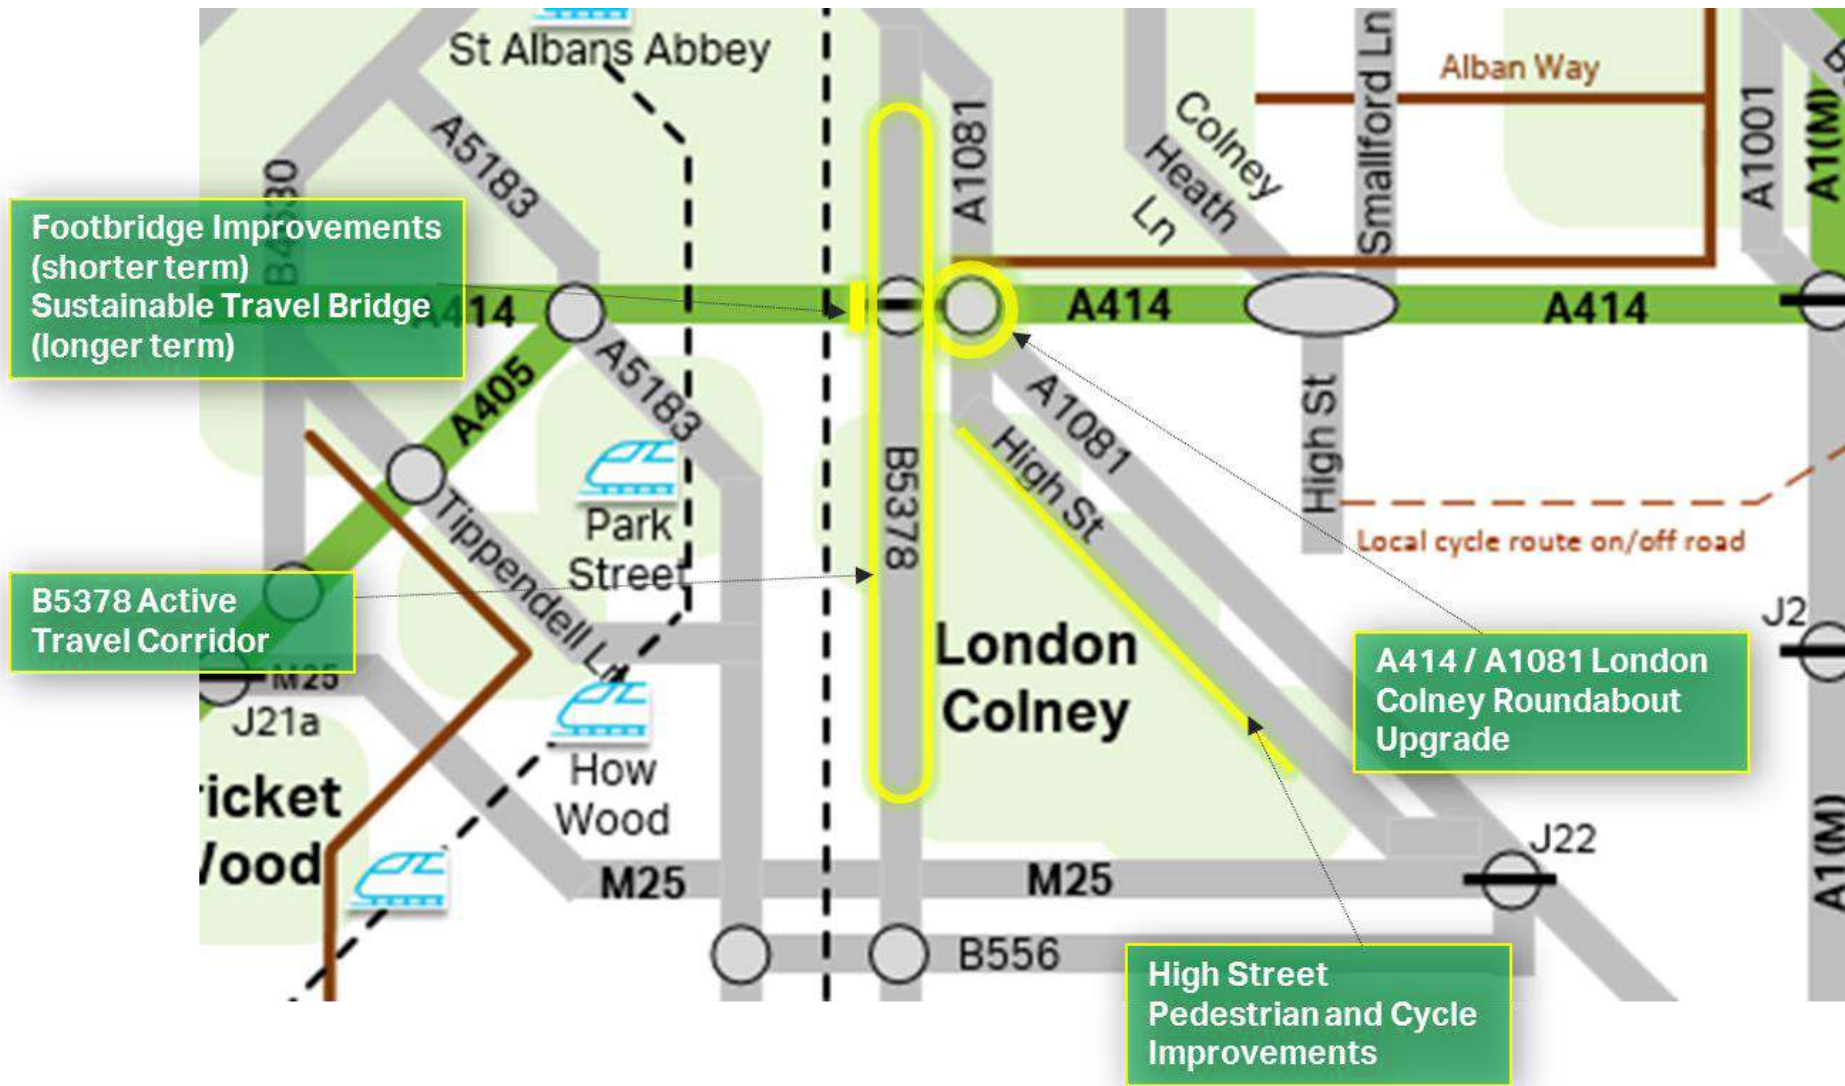 St Albans Abbey
A5183
B4630
A1081
Colney
Heath
Ln
Smallford Ln
Alban Way
A1001
A1(M)
Footbridge Improvements
(shorter term)
Sustainable Travel Bridge
(longer term)
A414
A414
A414
A405
A5183
A1081
High St
High St
B5378
Park
Street
Tippendell Ln
Local cycle route on/off road
B5378 Active
Travel Corridor
M25
J21a
London
Colney
J2
A414 / A1081 London
Colney Roundabout
Upgrade
How
Wood
ricket
Wood
J22
M25
M25
A1(M)
B556
High Street
Pedestrian and Cycle
Improvements